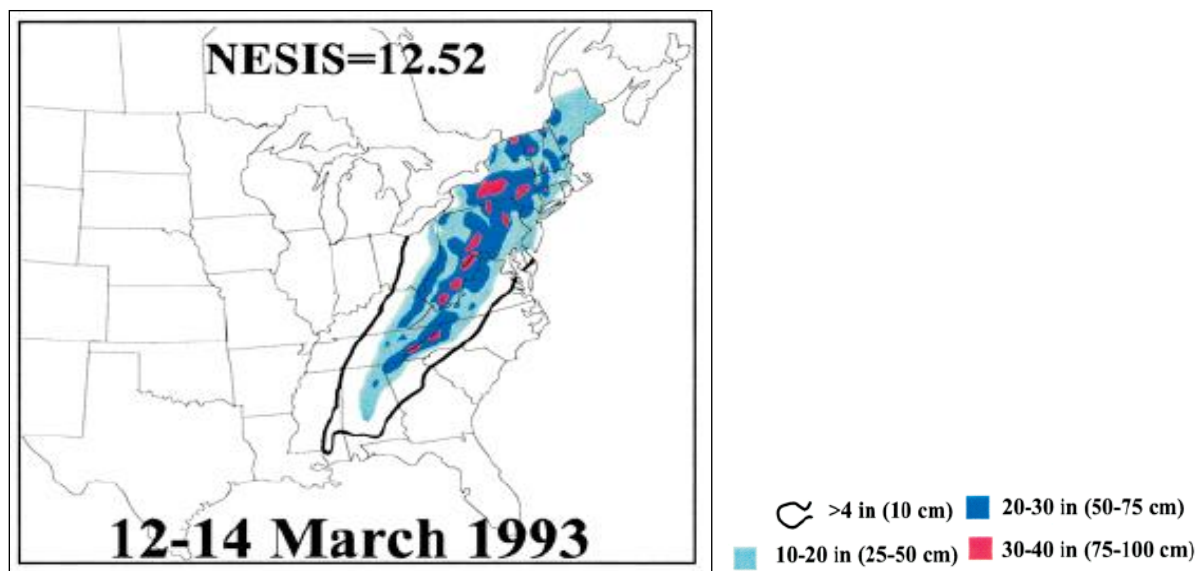 NESIS=12.52
12-14 March 1993
>4 in (10 cm)
20-30 in (50-75 cm)
10-20 in (25-50 cm)
30-40 in (75-100 cm)